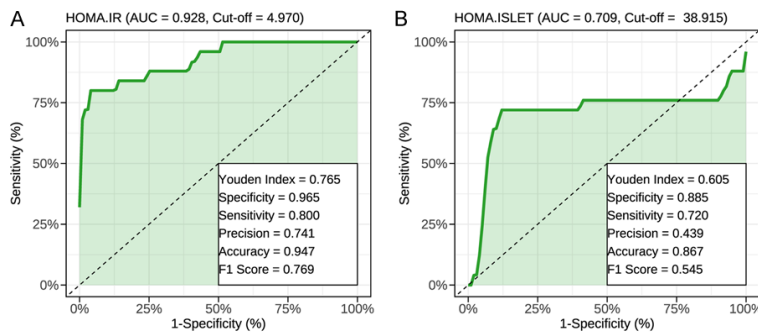 A
HOMA.IR (AUC = 0.928, Cut-off = 4.970)
100%
75%
50%
25%
0%
Sensitivity (%)
Youden Index = 0.765
Specificity = 0.965
Sensitivity = 0.800
Precision = 0.741
Accuracy = 0.947
F1 Score = 0.769
0%
25%
50%
75%
100%
1-Specificity (%)
B
HOMA.ISLET (AUC = 0.709, Cut-off = 38.915)
100%
75%
50%
25%
0%
Sensitivity (%)
Youden Index = 0.605
Specificity = 0.885
Sensitivity = 0.720
Precision = 0.439
Accuracy = 0.867
F1 Score = 0.545
0%
25%
50%
75%
100%
1-Specificity (%)